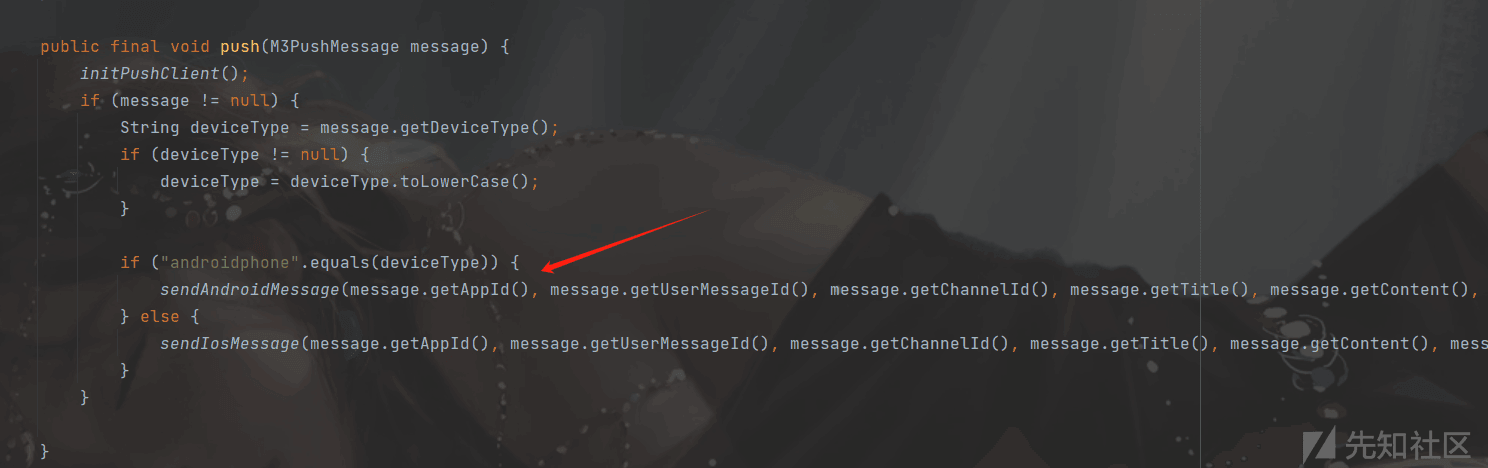 public final void push(M3PushMessage message) {
initPushClient();
if (message != null) {
String deviceType = message.getDeviceType();
if (deviceType != null) {
deviceType = deviceType.toLowerCase();
}
if ("androidphone".equals(deviceType)) {
sendAndroidMessage(message.getAppId(), message.getUserMessageId(), message.getChannelId(), message.getTitle(), message.getContent(),
} else {
sendIosMessage(message.getAppId(), message.getUserMessageId(), message.getChannelId(), message.getTitle(), message.getContent(), mess
}
}
}
先知社区